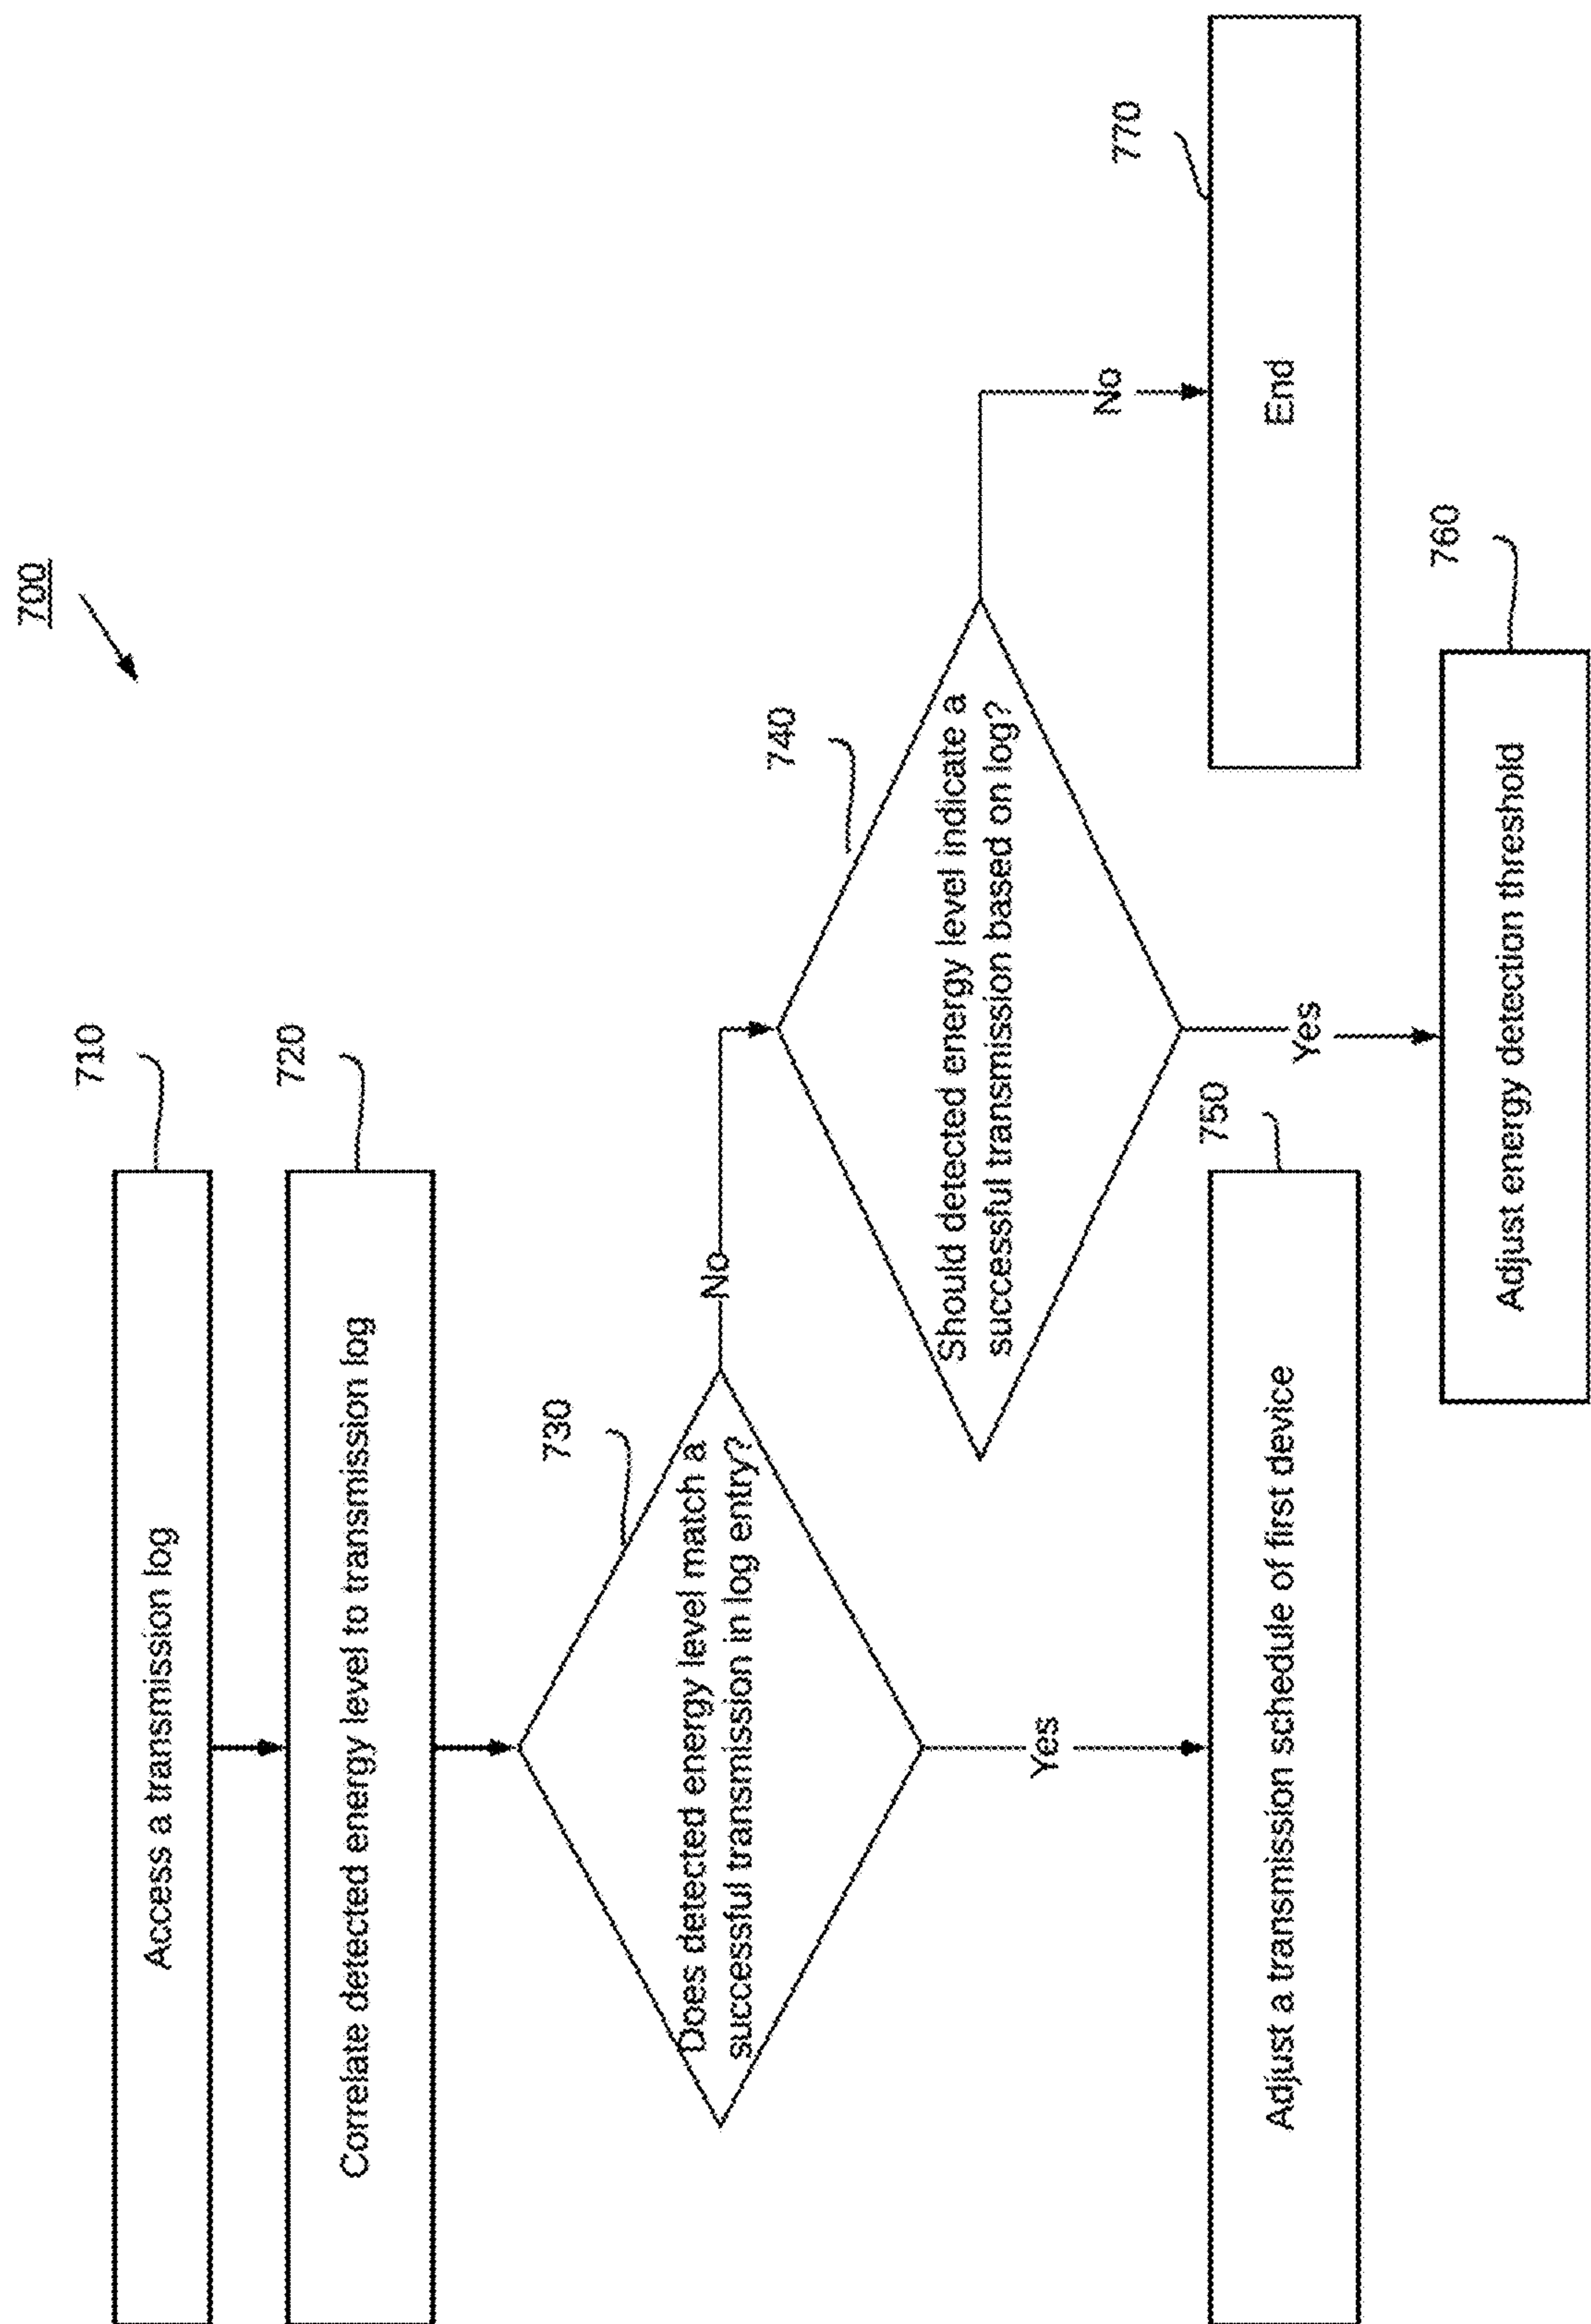 700
710
Access a transmission log
720
Correlate detected energy level to transmission log
730
Does detected energy level match a
successful transmission in log entry?
No
740
Should detected energy level indicate a
successful transmission based on log?
Yes
No
750
Adjust a transmission schedule of first device
770
End
Yes
760
Adjust energy detection threshold